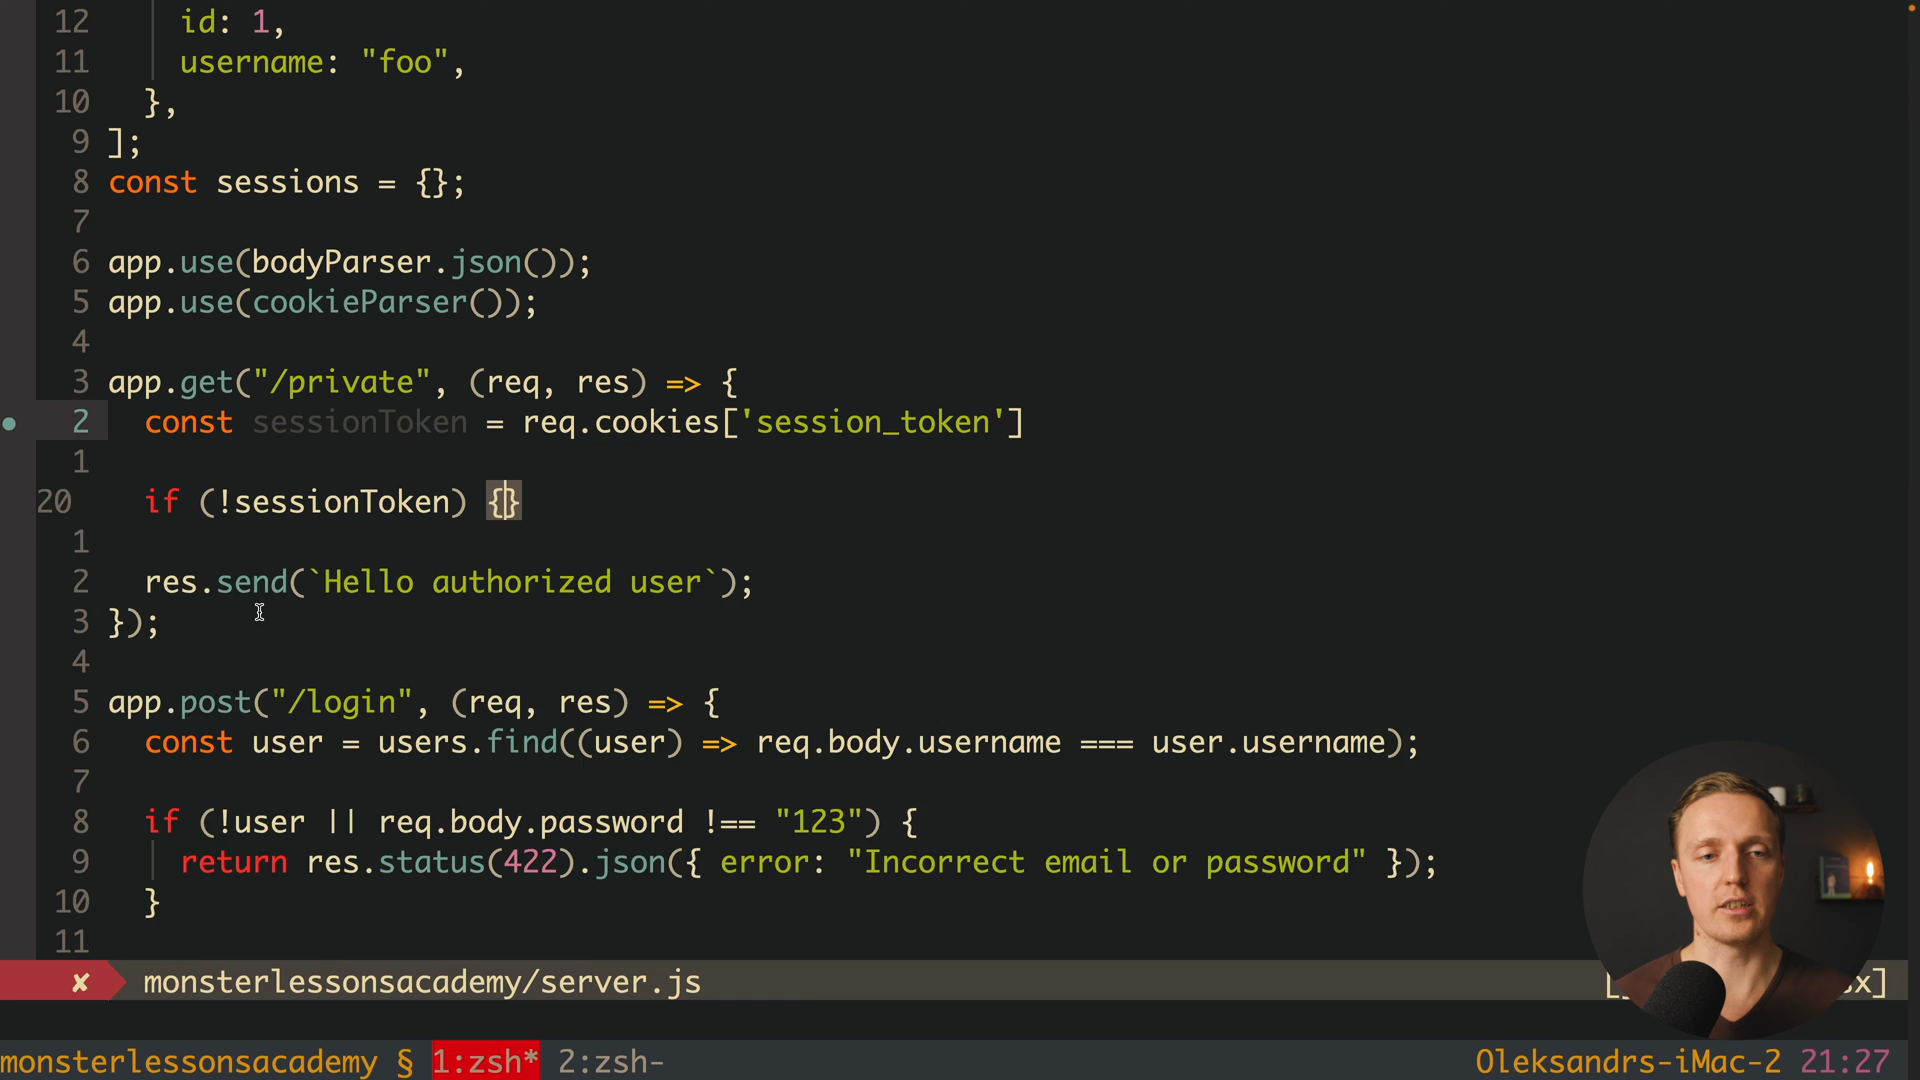 12 id: 1,
11 username: "foo",
10 },
9 ];
8 const sessions = {};
7
6 app.use(bodyParser.json());
5 app.use(cookieParser());
4
3 app.get("/private", (req, res) => {
2 const sessionToken = req.cookies['session_token']
1
20 if (!sessionToken) {}
1
2 res.send(`Hello authorized user`);
3 });
4
5 app.post("/login", (req, res) => {
6 const user = users.find((user) => req.body.username === user.username);
7
8 if (!user || req.body.password !== "123") {
9 return res.status(422).json({ error: "Incorrect email or password" });
10 }
11
✘ monsterlessonsacademy/server.js
monsterlessonsacademy § 1:zsh* 2:zsh- Oleksandrs-iMac-2 21:27